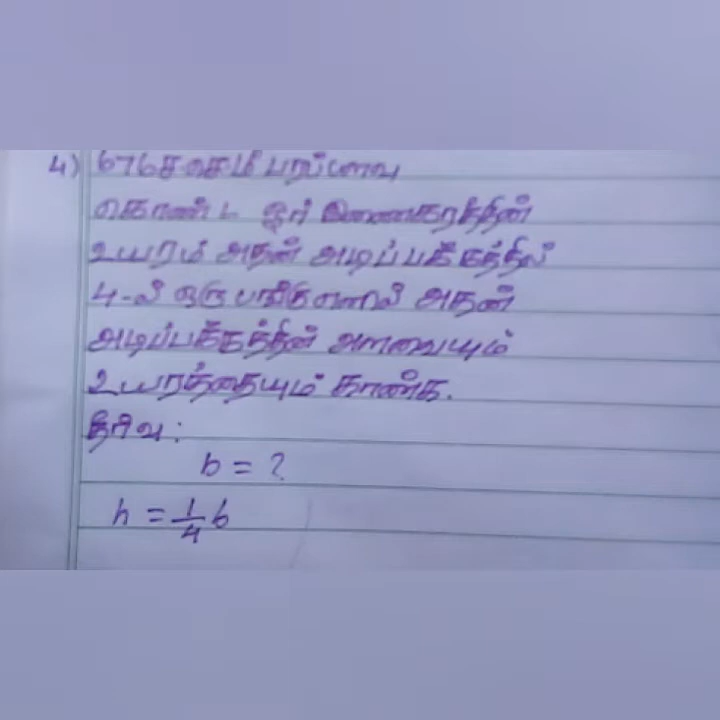 4) 676 ச.செ.மீ பரப்பளவு
கொண்ட ஓர் இணைகரத்தின்
உயரம் அதன் அடிப்பக்கத்தில்
4-ல் ஒரு பங்கு எனில் அதன்
அடிப்பக்கத்தின் அளவையும்
உயரத்தையும் காண்க.
தீர்வு:
b = ?
h = 1/4 b